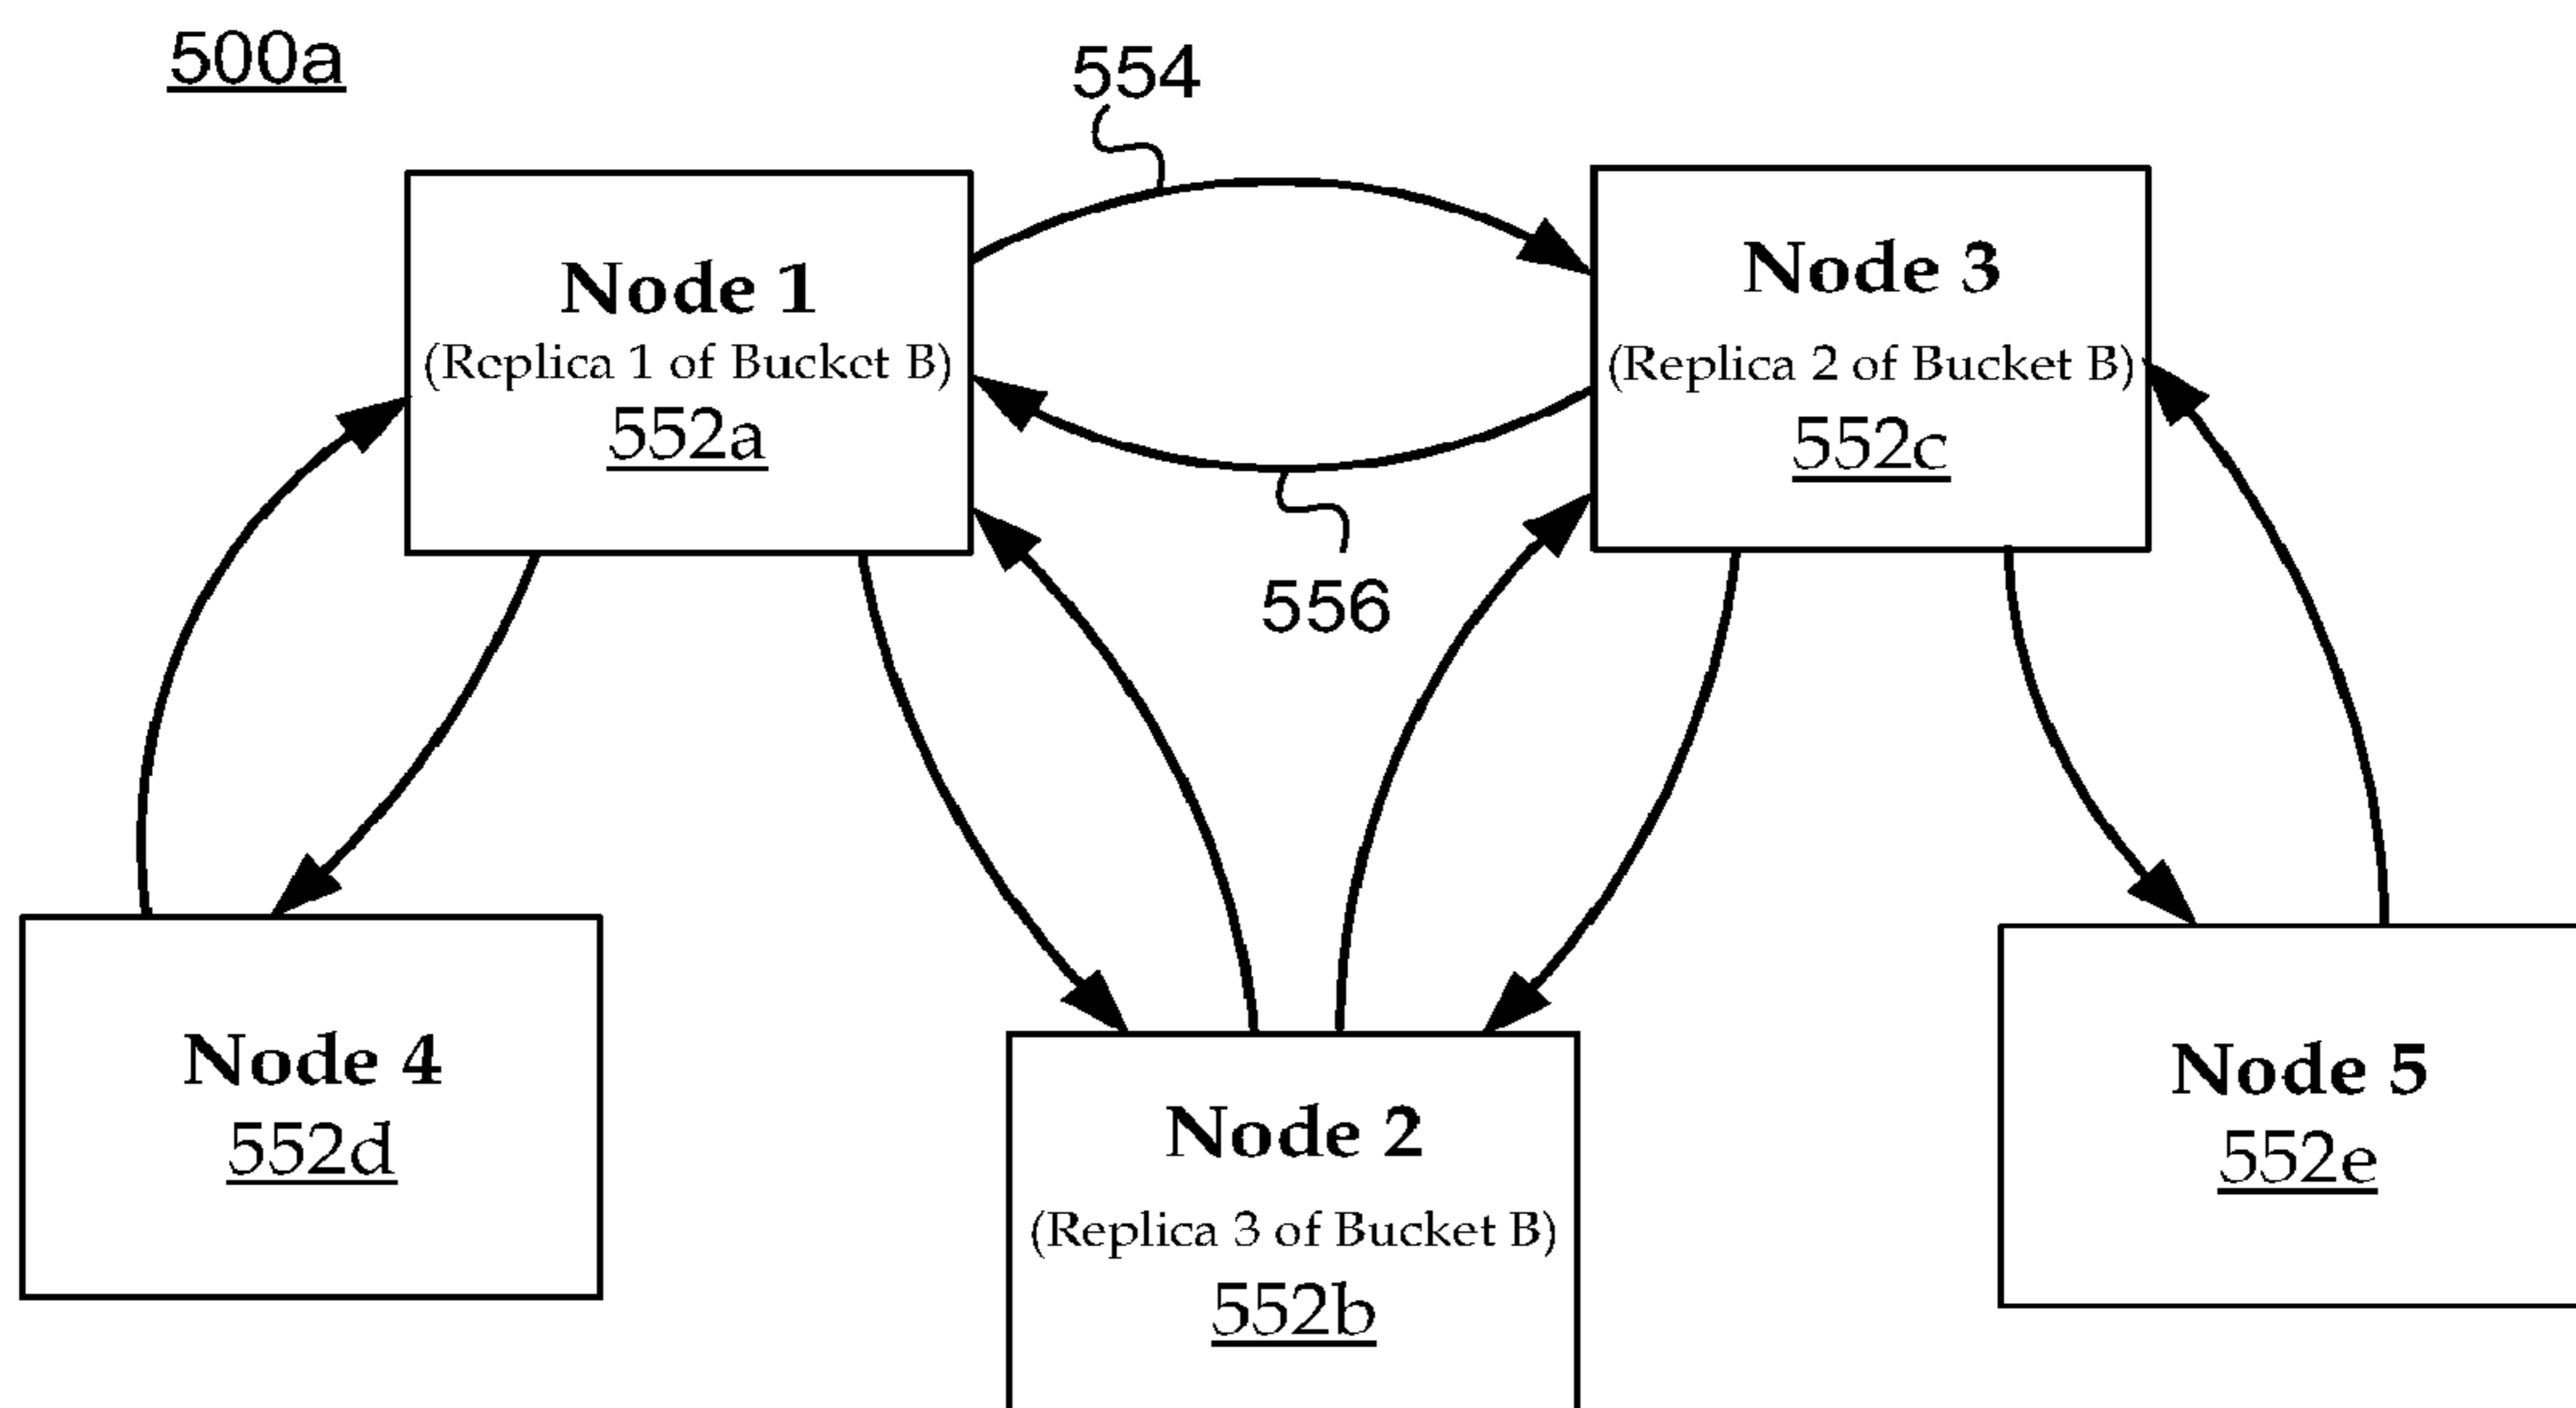 500a
554
Node 1
(Replica 1 of Bucket B)
552a
Node 3
(Replica 2 of Bucket B)
552c
556
Node 4
552d
Node 2
(Replica 3 of Bucket B)
552b
Node 5
552e